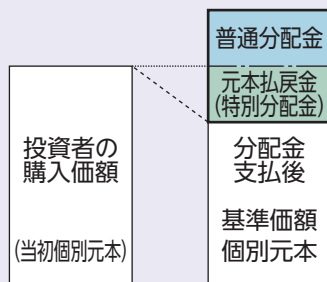 普通分配金
元本払戻金
(特別分配金)
投資者の
購入価額
(当初個別元本)
分配金
支払後
基準価額
個別元本